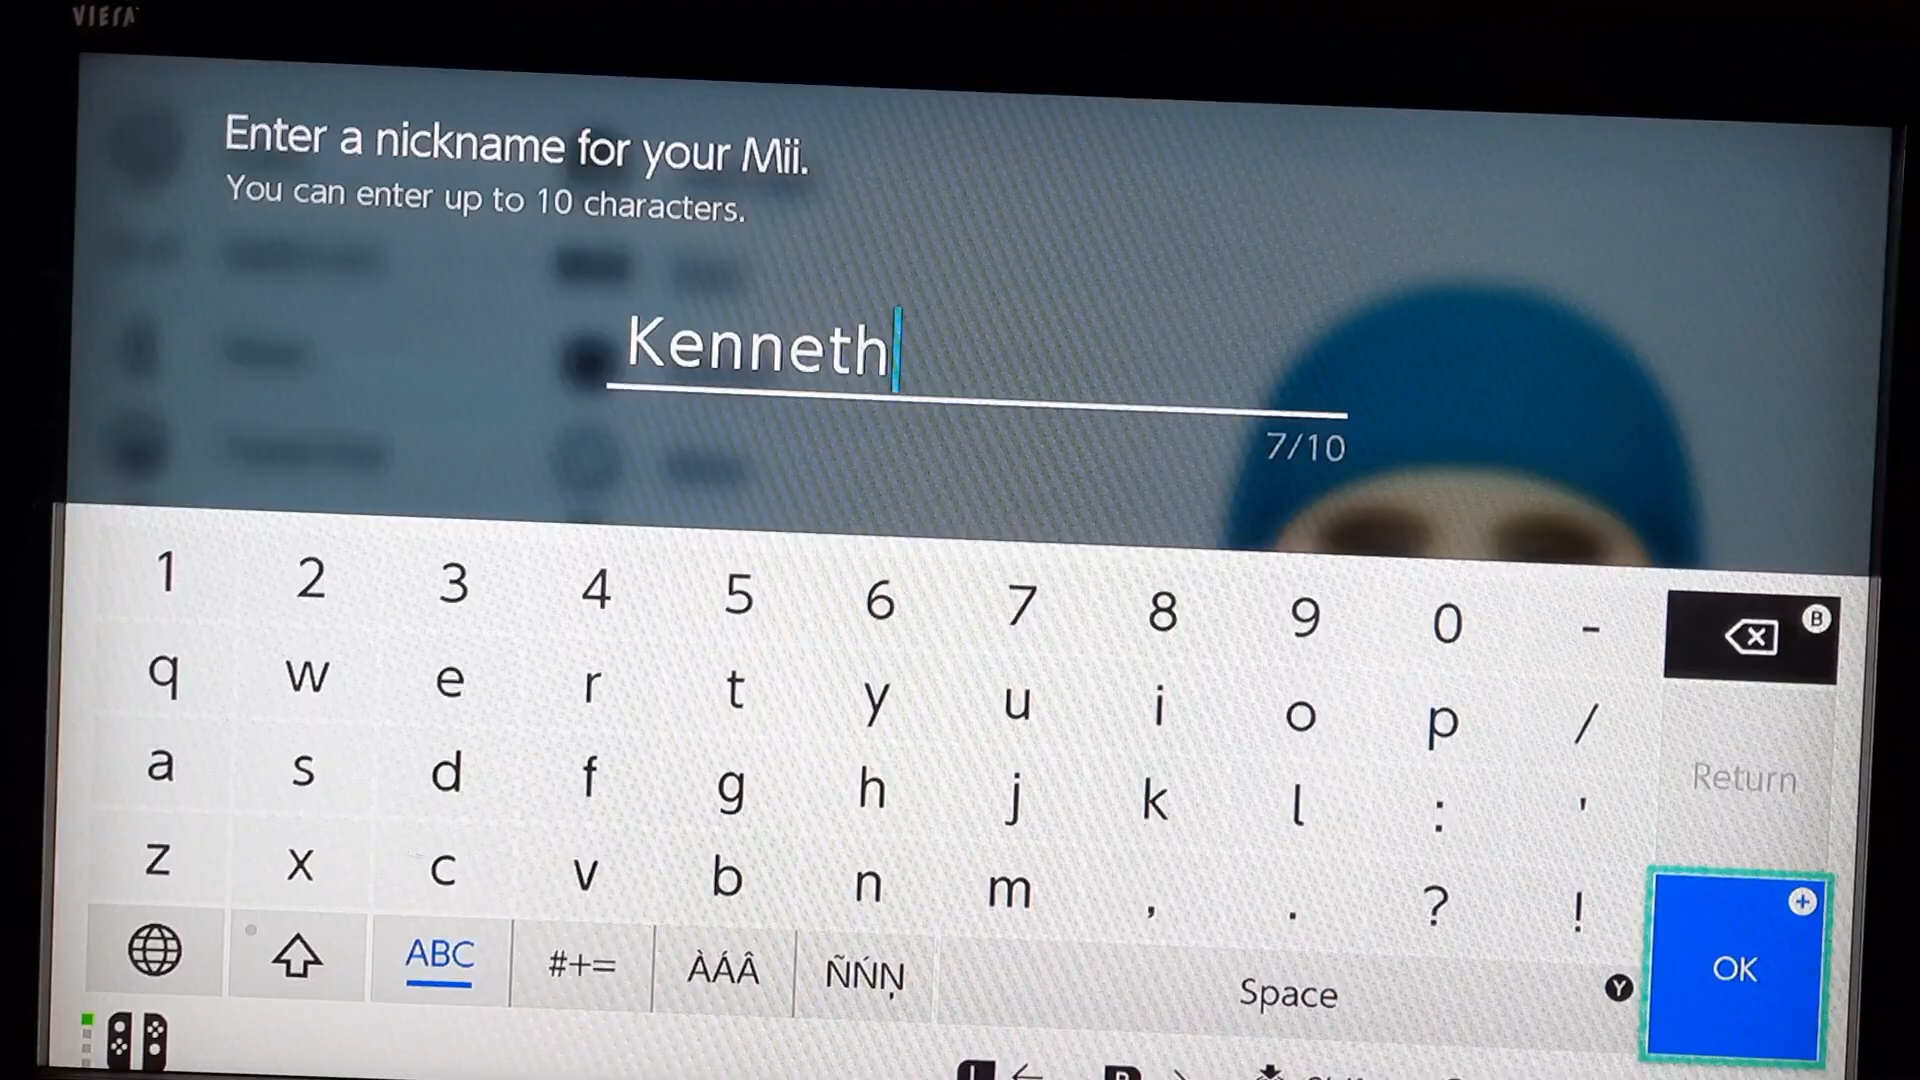 VIERA
Enter a nickname for your Mii.
You can enter up to 10 characters.
Kenneth
7/10
1 2 3 4 5 6 7 8 9 0 -
B
q w e r t y u i o p /
Return
a s d f g h j k l : '
z x c v b n m , . ? !
+
ABC #+= ÀÁÂ ÑŃŅ Space Y OK